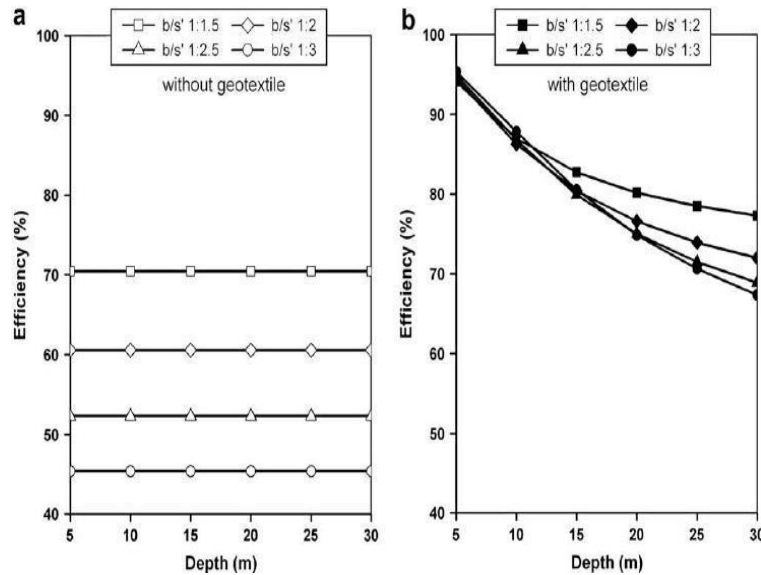 a
b/s' 1:1.5 b/s' 1:2
b/s' 1:2.5 b/s' 1:3
without geotextile
Efficiency (%)
100
90
80
70
60
50
40
5 10 15 20 25 30
Depth (m)
b
b/s' 1:1.5 b/s' 1:2
b/s' 1:2.5 b/s' 1:3
with geotextile
Efficiency (%)
100
90
80
70
60
50
40
5 10 15 20 25 30
Depth (m)